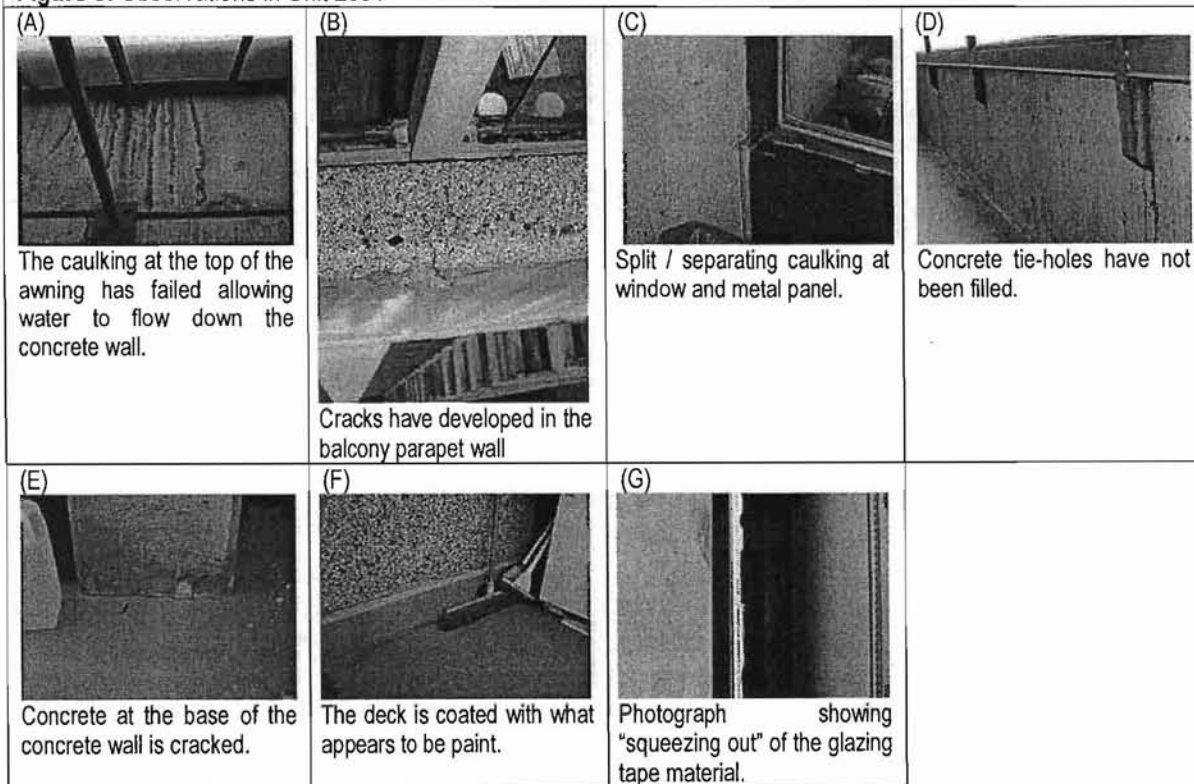 (A)
The caulking at the top of the
awning has failed allowing
water to flow down the
concrete wall.
(B)
Cracks have developed in the
balcony parapet wall
(C)
Split / separating caulking at
window and metal panel.
(D)
Concrete tie-holes have not
been filled.
(E)
Concrete at the base of the
concrete wall is cracked.
(F)
The deck is coated with what
appears to be paint.
(G)
Photograph showing
"squeezing out" of the glazing
tape material.